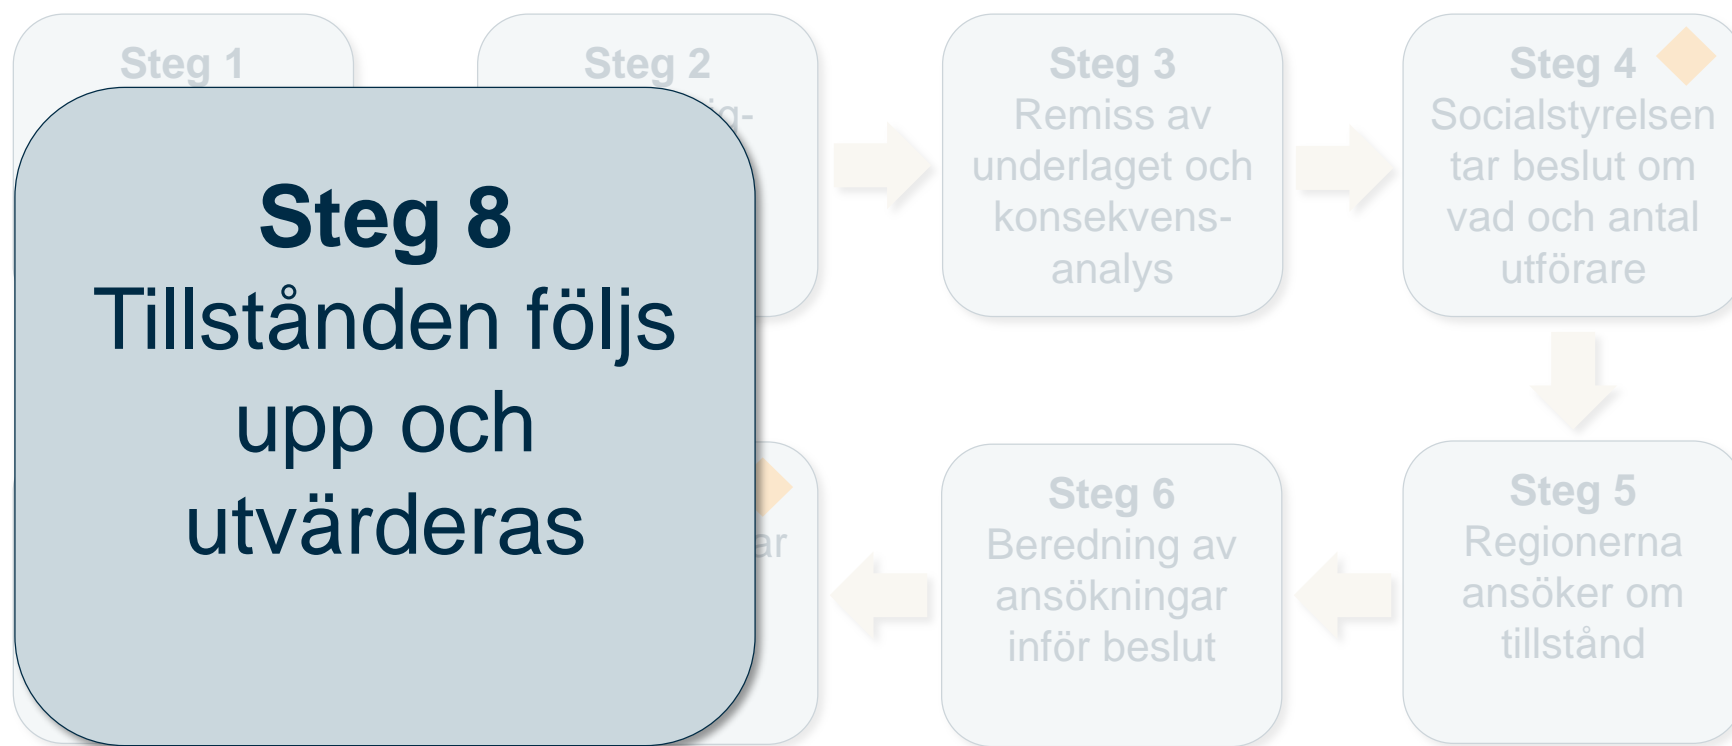 Steg 1
Steg 2
Steg 3
Remiss av
underlaget och
konsekvens-
analys
Steg 4
Socialstyrelsen
tar beslut om
vad och antal
utförare
Steg 8
Tillstånden följs
upp och
utvärderas
Steg 6
Beredning av
ansökningar
inför beslut
Steg 5
Regionerna
ansöker om
tillstånd